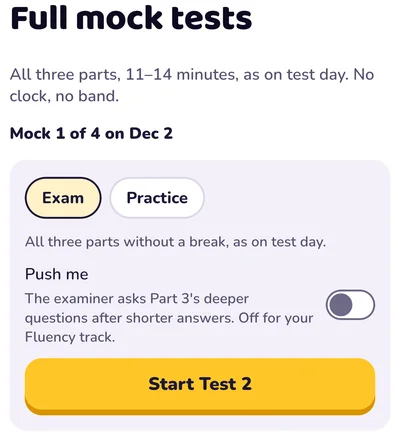 Full mock tests
All three parts, 11–14 minutes, as on test day. No
clock, no band.
Mock 1 of 4 on Dec 2
Exam
Practice
All three parts without a break, as on test day.
Push me
The examiner asks Part 3's deeper
questions after shorter answers. Off for your
Fluency track.
Start Test 2